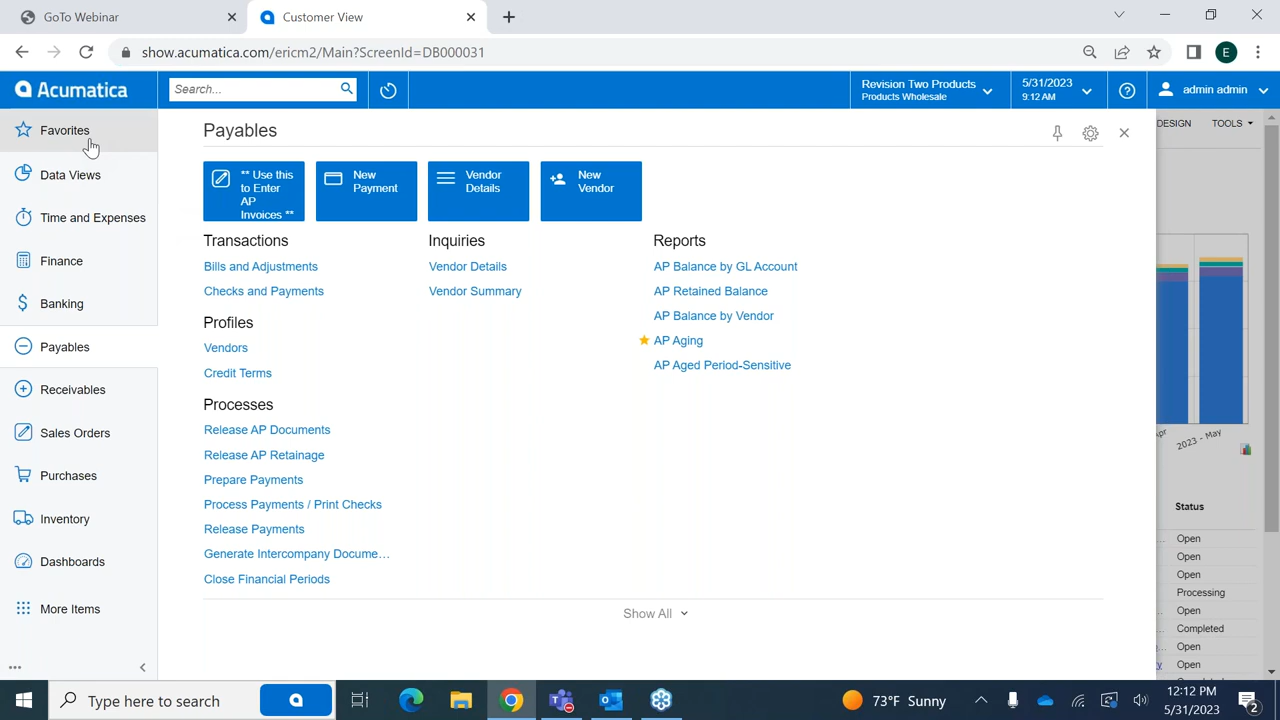 GoTo Webinar
Customer View
show.acumatica.com/ericm2/Main?ScreenId=DB000031
E
Acumatica
Search...
Revision Two Products
Products Wholesale
5/31/2023
9:12 AM
admin admin
Favorites
Data Views
Time and Expenses
Finance
Banking
Payables
Receivables
Sales Orders
Purchases
Inventory
Dashboards
More Items
Payables
** Use this
to Enter
AP
Invoices **
New
Payment
Vendor
Details
New
Vendor
Transactions
Bills and Adjustments
Checks and Payments
Profiles
Vendors
Credit Terms
Processes
Release AP Documents
Release AP Retainage
Prepare Payments
Process Payments / Print Checks
Release Payments
Generate Intercompany Docume…
Close Financial Periods
Inquiries
Vendor Details
Vendor Summary
Reports
AP Balance by GL Account
AP Retained Balance
AP Balance by Vendor
AP Aging
AP Aged Period-Sensitive
Show All
DESIGN
TOOLS
2023 - May
Status
Open
Open
Open
Processing
Open
Completed
Open
Open
Type here to search
73°F Sunny
12:12 PM
5/31/2023
2